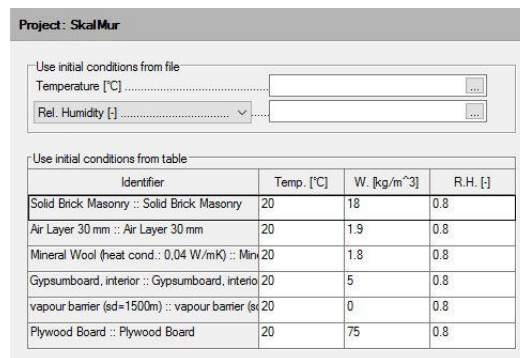 Project: SkalMur
Use initial conditions from file
Temperature [°C] ...
Rel. Humidity [-] ...
Use initial conditions from table
Identifier Temp. [°C] W. [kg/m^3] R.H. [-]
Solid Brick Masonry :: Solid Brick Masonry 20 18 0.8
Air Layer 30 mm :: Air Layer 30 mm 20 1.9 0.8
Mineral Wool (heat cond.: 0,04 W/mK) :: Mine 20 1.8 0.8
Gypsumboard, interior :: Gypsumboard, interio 20 5 0.8
vapour barrier (sd=1500m) :: vapour barrier (sd 20 0 0.8
Plywood Board :: Plywood Board 20 75 0.8